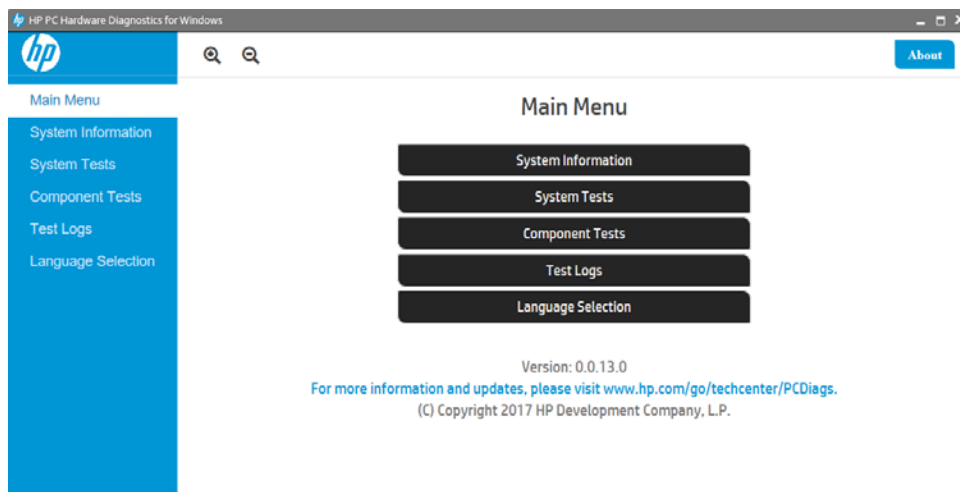 HP PC Hardware Diagnostics for Windows
hp
About
Main Menu
System Information
System Tests
Component Tests
Test Logs
Language Selection
Main Menu
System Information
System Tests
Component Tests
Test Logs
Language Selection
Version: 0.0.13.0
For more information and updates, please visit www.hp.com/go/techcenter/PCDiags.
(C) Copyright 2017 HP Development Company, L.P.